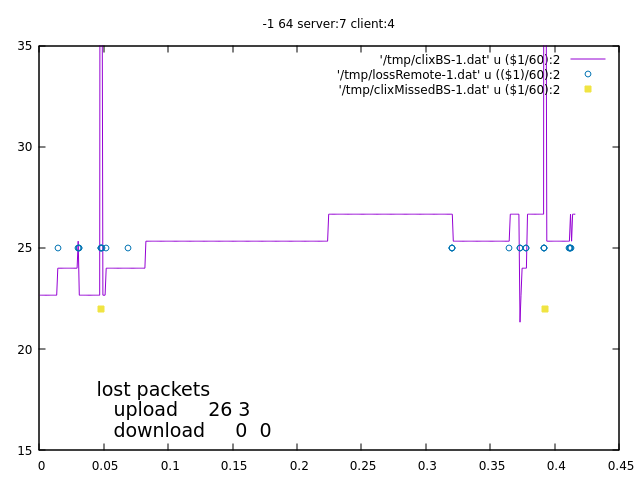 -1 64 server:7 client:4
'/tmp/clixBS-1.dat' u ($1/60):2
'/tmp/lossRemote-1.dat' u (($1)/60):2
'/tmp/clixMissedBS-1.dat' u ($1/60):2
35
30
25
20
15
lost packets
upload 26 3
download 0 0
0 0.05 0.1 0.15 0.2 0.25 0.3 0.35 0.4 0.45